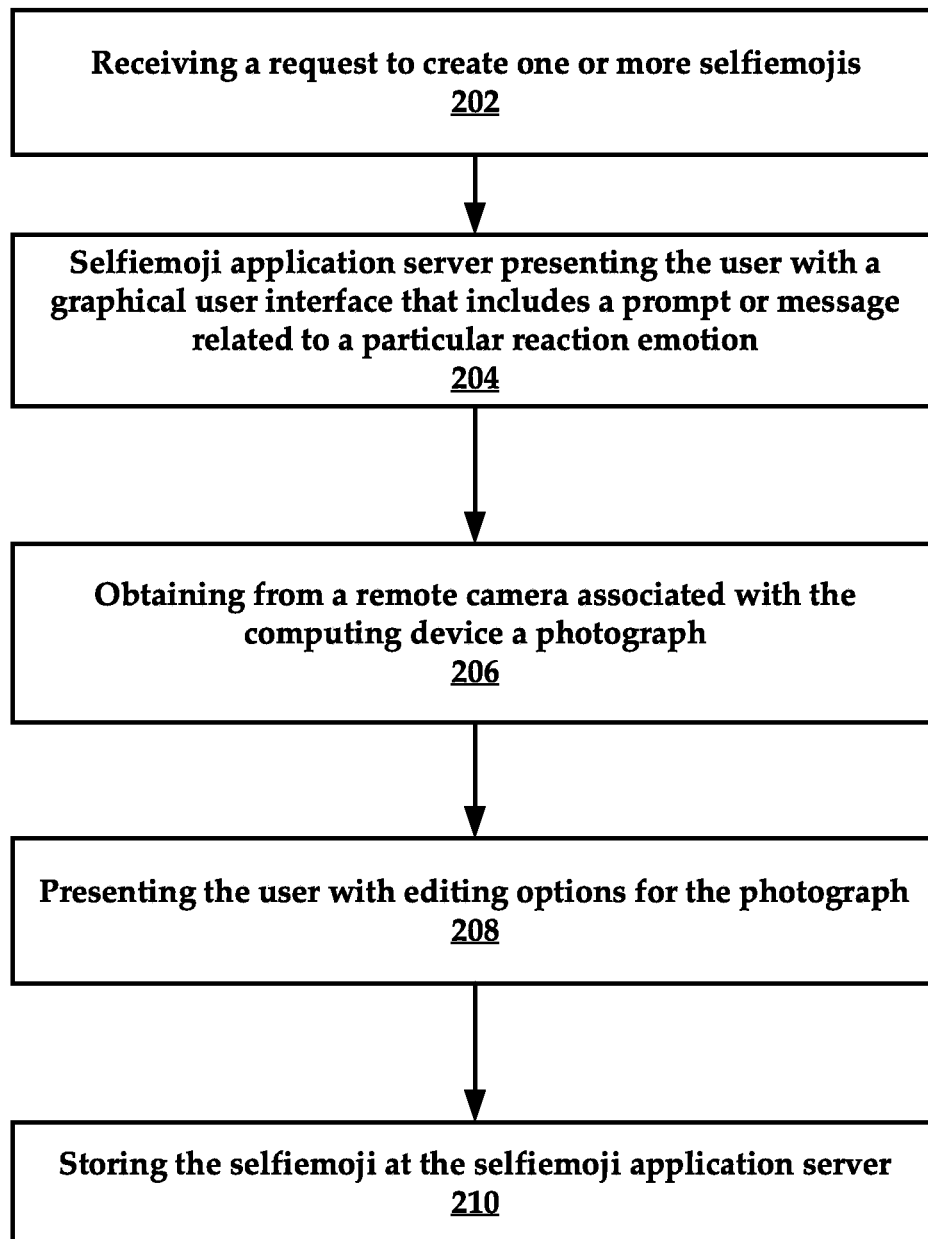 Receiving a request to create one or more selfiemojis
202
Selfiemoji application server presenting the user with a
graphical user interface that includes a prompt or message
related to a particular reaction emotion
204
Obtaining from a remote camera associated with the
computing device a photograph
206
Presenting the user with editing options for the photograph
208
Storing the selfiemoji at the selfiemoji application server
210